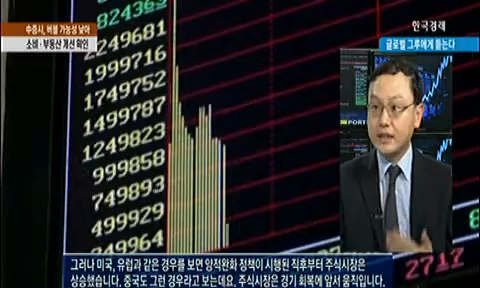 824365
2249681
1999716
1749752
1499787
1249823
999858
749893
499929
249964
中증시, 버블 가능성 낮아
소비·부동산 개선 확인
한국경제
글로벌 그루에게 듣는다
PORT
그러나 미국, 유럽과 같은 경우를 보면 양적완화 정책이 시행된 직후부터 주식시장은
상승했습니다. 중국도 그런 경우라고 보는데요. 주식시장은 경기 회복에 앞서 움직입니다.
2717